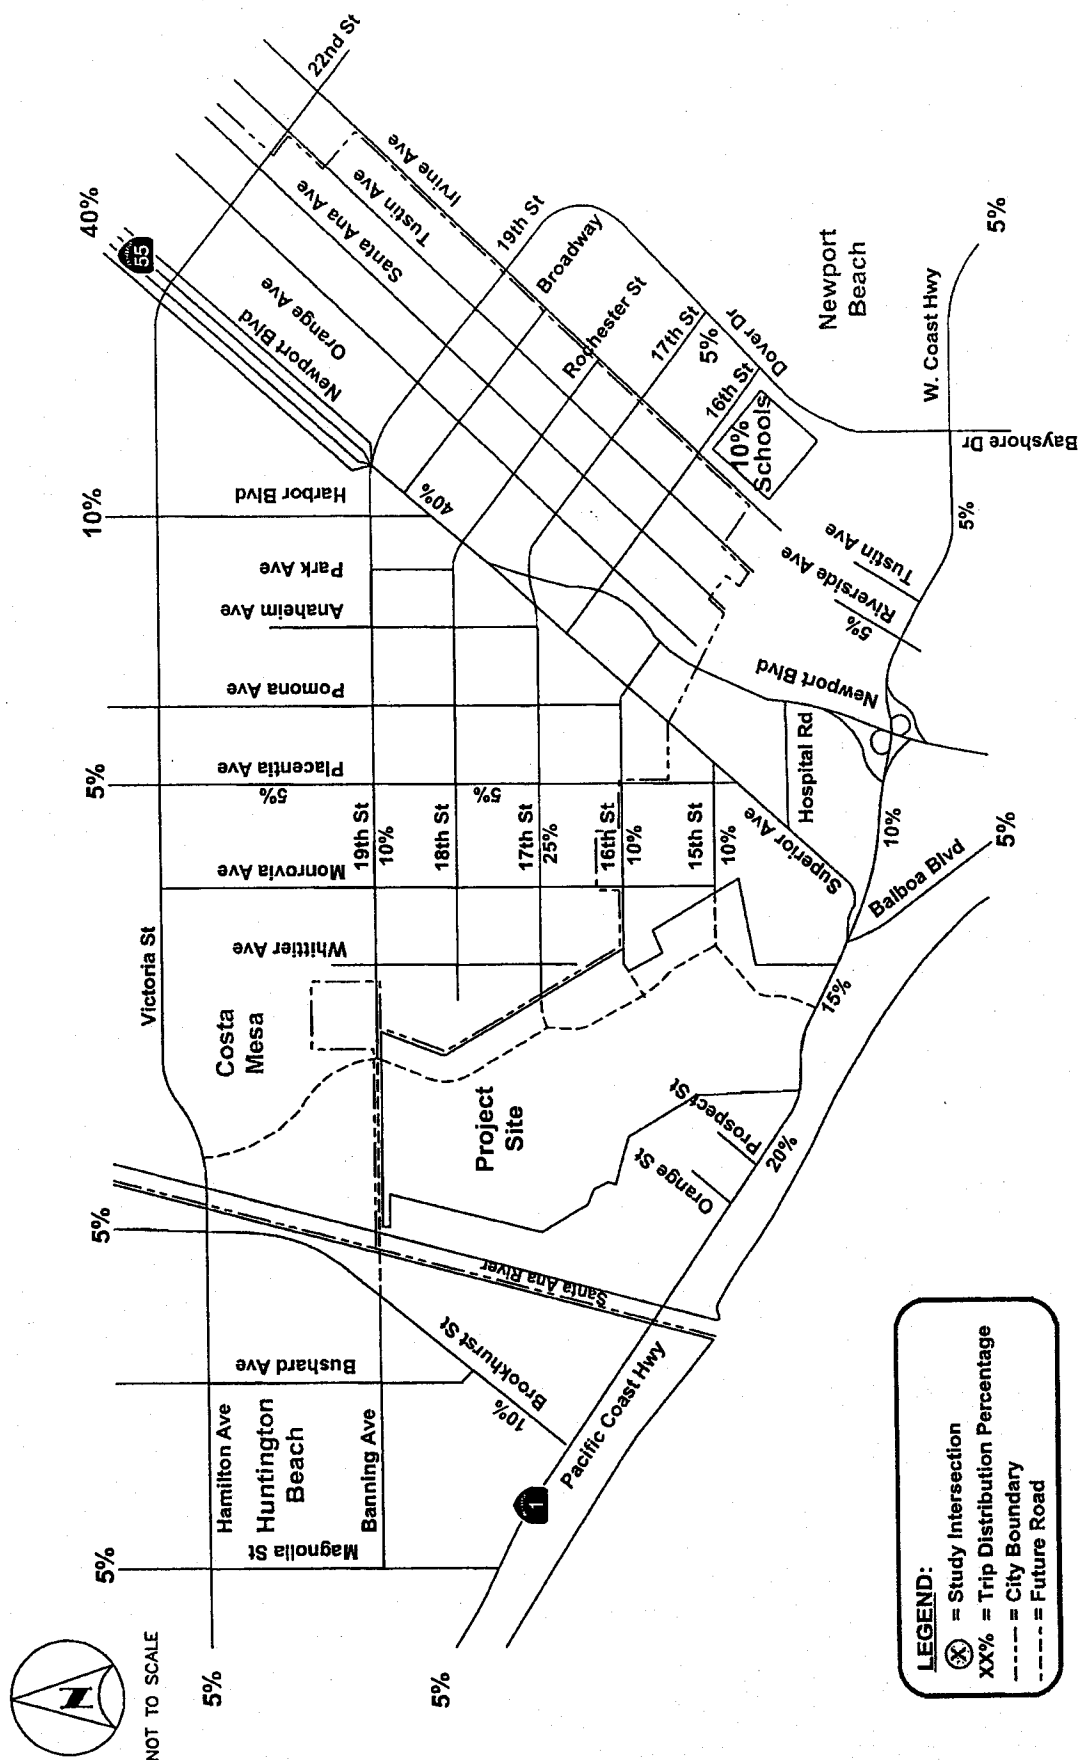 NOT TO SCALE
5%
5%
5%
5%
5%
10%
40%
55
22nd St
Victoria St
Hamilton Ave
Huntington
Beach
Banning Ave
Magnolia St
Bushard Ave
Brookhurst St
10%
Santa Ana River
Costa
Mesa
Project
Site
Whittier Ave
Monrovia Ave
Placentia Ave
5%
5%
Pomona Ave
Anaheim Ave
Park Ave
Harbor Blvd
Newport Blvd
Orange Ave
Santa Ana Ave
Tustin Ave
Irvine Ave
19th St
10%
18th St
17th St
25%
16th St
10%
15th St
10%
40%
19th St
Broadway
Rochester St
17th St
5%
16th St
Dover Dr
10%
Schools
Newport
Beach
W. Coast Hwy
5%
Bayshore Dr
5%
Tustin Ave
Riverside Ave
5%
Newport Blvd
Hospital Rd
Superior Ave
10%
Balboa Blvd
5%
15%
Prospect St
Orange St
20%
Pacific Coast Hwy
1
5%
N
LEGEND:
X = Study Intersection
XX% = Trip Distribution Percentage
= City Boundary
= Future Road